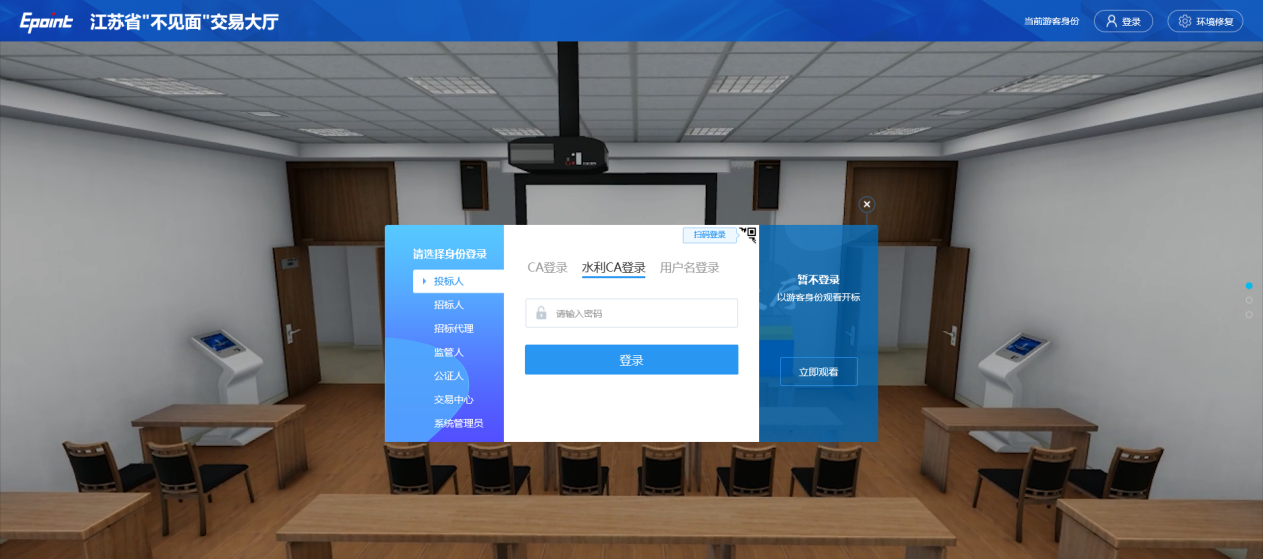 Epoint 江苏省"不见面"交易大厅
当前游客身份
登录
环境修复
扫码登录
请选择身份登录
投标人
招标人
招标代理
监管人
公证人
交易中心
系统管理员
CA登录 水利CA登录 用户名登录
请输入密码
登录
暂不登录
以游客身份观看开标
立即观看